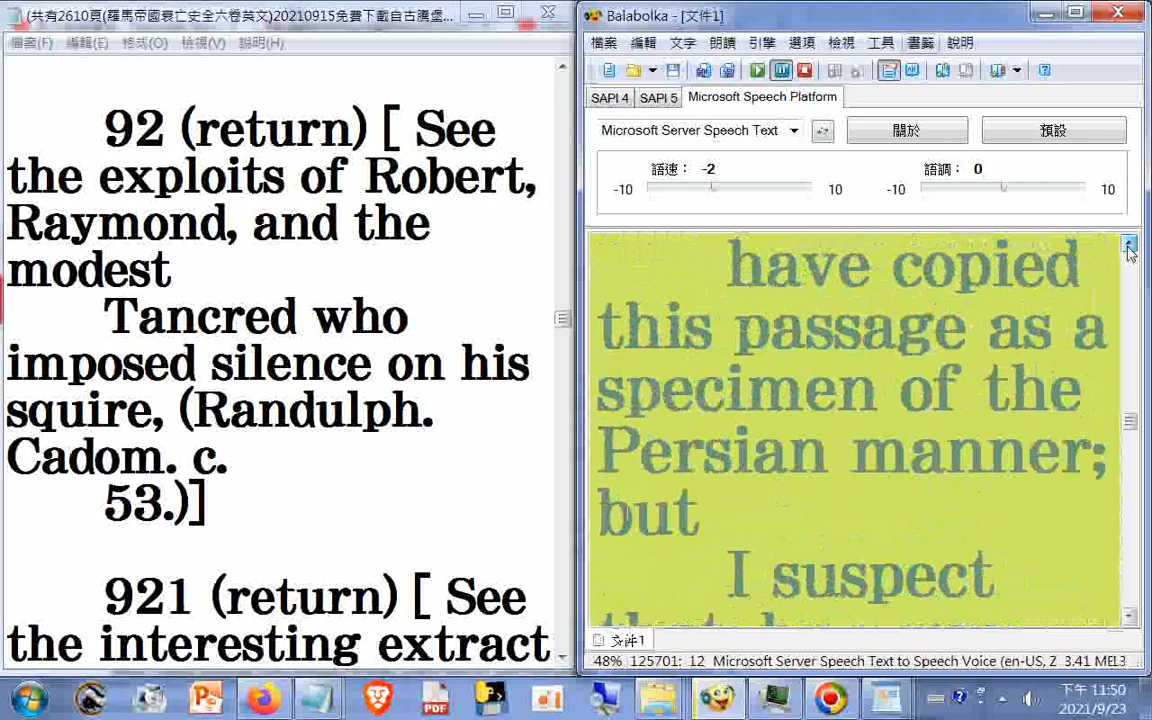 (共有2610頁(羅馬帝國衰亡史全六卷英文)20210915免費下載自古騰堡...
檔案(F) 編輯(E) 格式(O) 檢視(V) 說明(H)
92 (return) [ See
the exploits of Robert,
Raymond, and the
modest
Tancred who
imposed silence on his
squire, (Randulph.
Cadom. c.
53.)]
921 (return) [ See
the interesting extract
Balabolka - [文件1]
檔案 編輯 文字 朗讀 引擎 選項 檢視 工具 書籤 說明
SAPI 4 SAPI 5 Microsoft Speech Platform
Microsoft Server Speech Text 關於 預設
語速: -2 語調: 0
-10 10 -10 10
have copied
this passage as a
specimen of the
Persian manner;
but
I suspect
文件1
48% 125701: 12 Microsoft Server Speech Text to Speech Voice (en-US, Z 3.41 МЕ
PDF
下午 11:50
2021/9/23